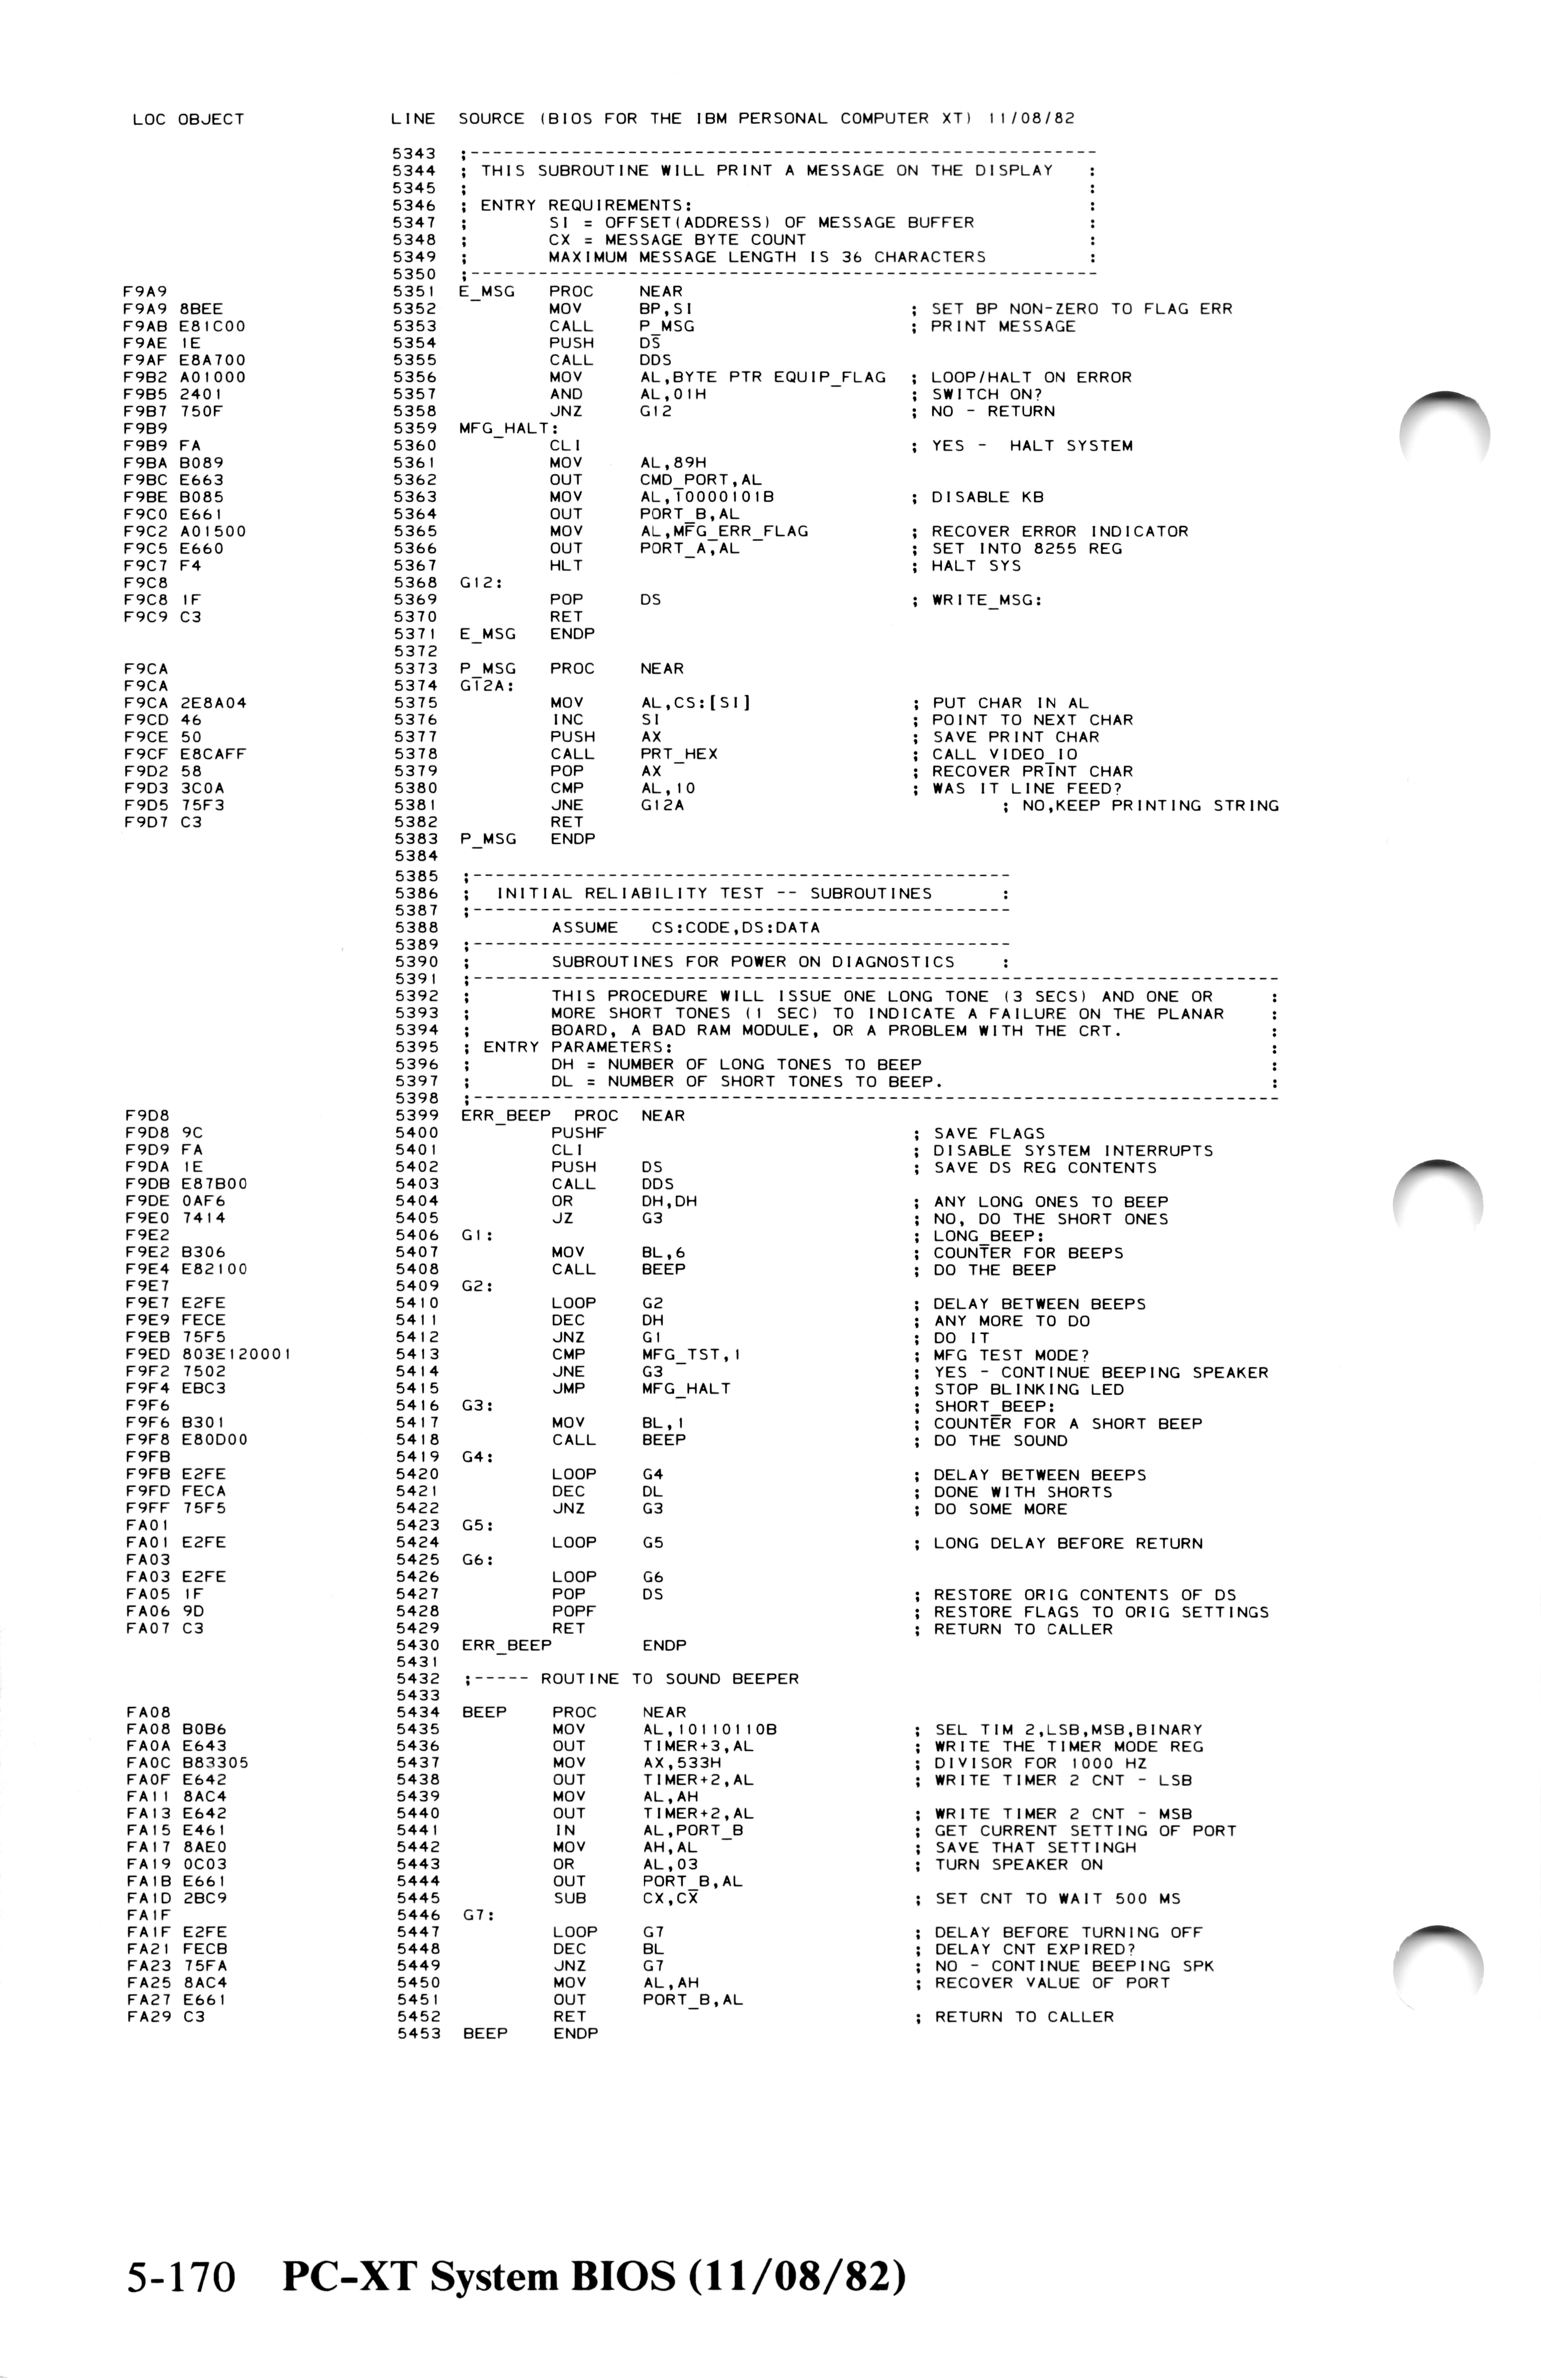 LOC OBJECT LINE SOURCE (BIOS FOR THE IBM PERSONAL COMPUTER XT) 11/08/82
5343 ;---------------------------------------------------------
5344 ; THIS SUBROUTINE WILL PRINT A MESSAGE ON THE DISPLAY :
5345 ; :
5346 ; ENTRY REQUIREMENTS: :
5347 ; SI = OFFSET(ADDRESS) OF MESSAGE BUFFER :
5348 ; CX = MESSAGE BYTE COUNT :
5349 ; MAXIMUM MESSAGE LENGTH IS 36 CHARACTERS :
5350 ;---------------------------------------------------------
F9A9 5351 E_MSG PROC NEAR
F9A9 8BEE 5352 MOV BP,SI ; SET BP NON-ZERO TO FLAG ERR
F9AB E81C00 5353 CALL P_MSG ; PRINT MESSAGE
F9AE 1E 5354 PUSH DS
F9AF E8A700 5355 CALL DDS
F9B2 A01000 5356 MOV AL,BYTE PTR EQUIP_FLAG ; LOOP/HALT ON ERROR
F9B5 2401 5357 AND AL,01H ; SWITCH ON?
F9B7 750F 5358 JNZ G12 ; NO - RETURN
F9B9 5359 MFG_HALT:
F9B9 FA 5360 CLI ; YES - HALT SYSTEM
F9BA B089 5361 MOV AL,89H
F9BC E663 5362 OUT CMD_PORT,AL
F9BE B085 5363 MOV AL,10000101B ; DISABLE KB
F9C0 E661 5364 OUT PORT_B,AL
F9C2 A01500 5365 MOV AL,MFG_ERR_FLAG ; RECOVER ERROR INDICATOR
F9C5 E660 5366 OUT PORT_A,AL ; SET INTO 8255 REG
F9C7 F4 5367 HLT ; HALT SYS
F9C8 5368 G12:
F9C8 1F 5369 POP DS ; WRITE_MSG:
F9C9 C3 5370 RET
5371 E_MSG ENDP
5372
F9CA 5373 P_MSG PROC NEAR
F9CA 5374 G12A:
F9CA 2E8A04 5375 MOV AL,CS:[SI] ; PUT CHAR IN AL
F9CD 46 5376 INC SI ; POINT TO NEXT CHAR
F9CE 50 5377 PUSH AX ; SAVE PRINT CHAR
F9CF E8CAFF 5378 CALL PRT_HEX ; CALL VIDEO_IO
F9D2 58 5379 POP AX ; RECOVER PRINT CHAR
F9D3 3C0A 5380 CMP AL,10 ; WAS IT LINE FEED?
F9D5 75F3 5381 JNE G12A ; NO,KEEP PRINTING STRING
F9D7 C3 5382 RET
5383 P_MSG ENDP
5384
5385 ;------------------------------------------------
5386 ; INITIAL RELIABILITY TEST -- SUBROUTINES :
5387 ;------------------------------------------------
5388 ASSUME CS:CODE,DS:DATA
5389 ;------------------------------------------------
5390 ; SUBROUTINES FOR POWER ON DIAGNOSTICS :
5391 ;------------------------------------------------------------------------
5392 ; THIS PROCEDURE WILL ISSUE ONE LONG TONE (3 SECS) AND ONE OR :
5393 ; MORE SHORT TONES (1 SEC) TO INDICATE A FAILURE ON THE PLANAR :
5394 ; BOARD, A BAD RAM MODULE, OR A PROBLEM WITH THE CRT. :
5395 ; ENTRY PARAMETERS: :
5396 ; DH = NUMBER OF LONG TONES TO BEEP :
5397 ; DL = NUMBER OF SHORT TONES TO BEEP. :
5398 ;------------------------------------------------------------------------
F9D8 5399 ERR_BEEP PROC NEAR
F9D8 9C 5400 PUSHF ; SAVE FLAGS
F9D9 FA 5401 CLI ; DISABLE SYSTEM INTERRUPTS
F9DA 1E 5402 PUSH DS ; SAVE DS REG CONTENTS
F9DB E87B00 5403 CALL DDS
F9DE 0AF6 5404 OR DH,DH ; ANY LONG ONES TO BEEP
F9E0 7414 5405 JZ G3 ; NO, DO THE SHORT ONES
F9E2 5406 G1: ; LONG_BEEP:
F9E2 B306 5407 MOV BL,6 ; COUNTER FOR BEEPS
F9E4 E82100 5408 CALL BEEP ; DO THE BEEP
F9E7 5409 G2:
F9E7 E2FE 5410 LOOP G2 ; DELAY BETWEEN BEEPS
F9E9 FECE 5411 DEC DH ; ANY MORE TO DO
F9EB 75F5 5412 JNZ G1 ; DO IT
F9ED 803E120001 5413 CMP MFG_TST,1 ; MFG TEST MODE?
F9F2 7502 5414 JNE G3 ; YES - CONTINUE BEEPING SPEAKER
F9F4 EBC3 5415 JMP MFG_HALT ; STOP BLINKING LED
F9F6 5416 G3: ; SHORT_BEEP:
F9F6 B301 5417 MOV BL,1 ; COUNTER FOR A SHORT BEEP
F9F8 E80D00 5418 CALL BEEP ; DO THE SOUND
F9FB 5419 G4:
F9FB E2FE 5420 LOOP G4 ; DELAY BETWEEN BEEPS
F9FD FECA 5421 DEC DL ; DONE WITH SHORTS
F9FF 75F5 5422 JNZ G3 ; DO SOME MORE
FA01 5423 G5:
FA01 E2FE 5424 LOOP G5 ; LONG DELAY BEFORE RETURN
FA03 5425 G6:
FA03 E2FE 5426 LOOP G6
FA05 1F 5427 POP DS ; RESTORE ORIG CONTENTS OF DS
FA06 9D 5428 POPF ; RESTORE FLAGS TO ORIG SETTINGS
FA07 C3 5429 RET ; RETURN TO CALLER
5430 ERR_BEEP ENDP
5431
5432 ;----- ROUTINE TO SOUND BEEPER
5433
FA08 5434 BEEP PROC NEAR
FA08 B0B6 5435 MOV AL,10110110B ; SEL TIM 2,LSB,MSB,BINARY
FA0A E643 5436 OUT TIMER+3,AL ; WRITE THE TIMER MODE REG
FA0C B83305 5437 MOV AX,533H ; DIVISOR FOR 1000 HZ
FA0F E642 5438 OUT TIMER+2,AL ; WRITE TIMER 2 CNT - LSB
FA11 8AC4 5439 MOV AL,AH
FA13 E642 5440 OUT TIMER+2,AL ; WRITE TIMER 2 CNT - MSB
FA15 E461 5441 IN AL,PORT_B ; GET CURRENT SETTING OF PORT
FA17 8AE0 5442 MOV AH,AL ; SAVE THAT SETTINGH
FA19 0C03 5443 OR AL,03 ; TURN SPEAKER ON
FA1B E661 5444 OUT PORT_B,AL
FA1D 2BC9 5445 SUB CX,CX ; SET CNT TO WAIT 500 MS
FA1F 5446 G7:
FA1F E2FE 5447 LOOP G7 ; DELAY BEFORE TURNING OFF
FA21 FECB 5448 DEC BL ; DELAY CNT EXPIRED?
FA23 75FA 5449 JNZ G7 ; NO - CONTINUE BEEPING SPK
FA25 8AC4 5450 MOV AL,AH ; RECOVER VALUE OF PORT
FA27 E661 5451 OUT PORT_B,AL
FA29 C3 5452 RET ; RETURN TO CALLER
5453 BEEP ENDP
5-170 PC-XT System BIOS (11/08/82)